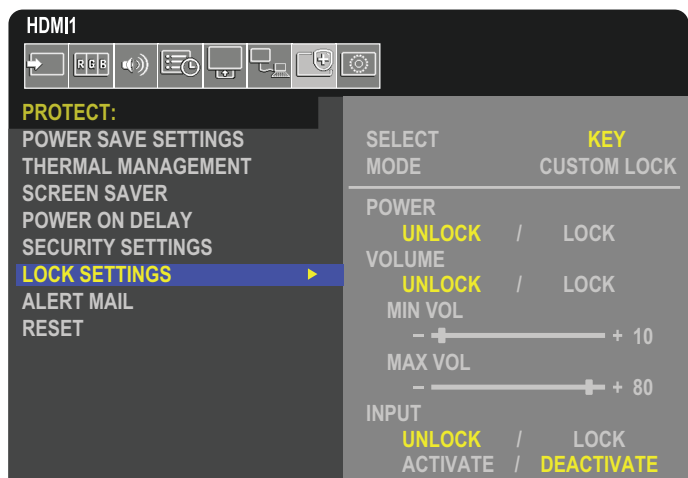 HDMI1
RGB
PROTECT:
POWER SAVE SETTINGS
THERMAL MANAGEMENT
SCREEN SAVER
POWER ON DELAY
SECURITY SETTINGS
LOCK SETTINGS
ALERT MAIL
RESET
SELECT KEY
MODE CUSTOM LOCK
POWER
UNLOCK / LOCK
VOLUME
UNLOCK / LOCK
MIN VOL
− + 10
MAX VOL
− + 80
INPUT
UNLOCK / LOCK
ACTIVATE / DEACTIVATE